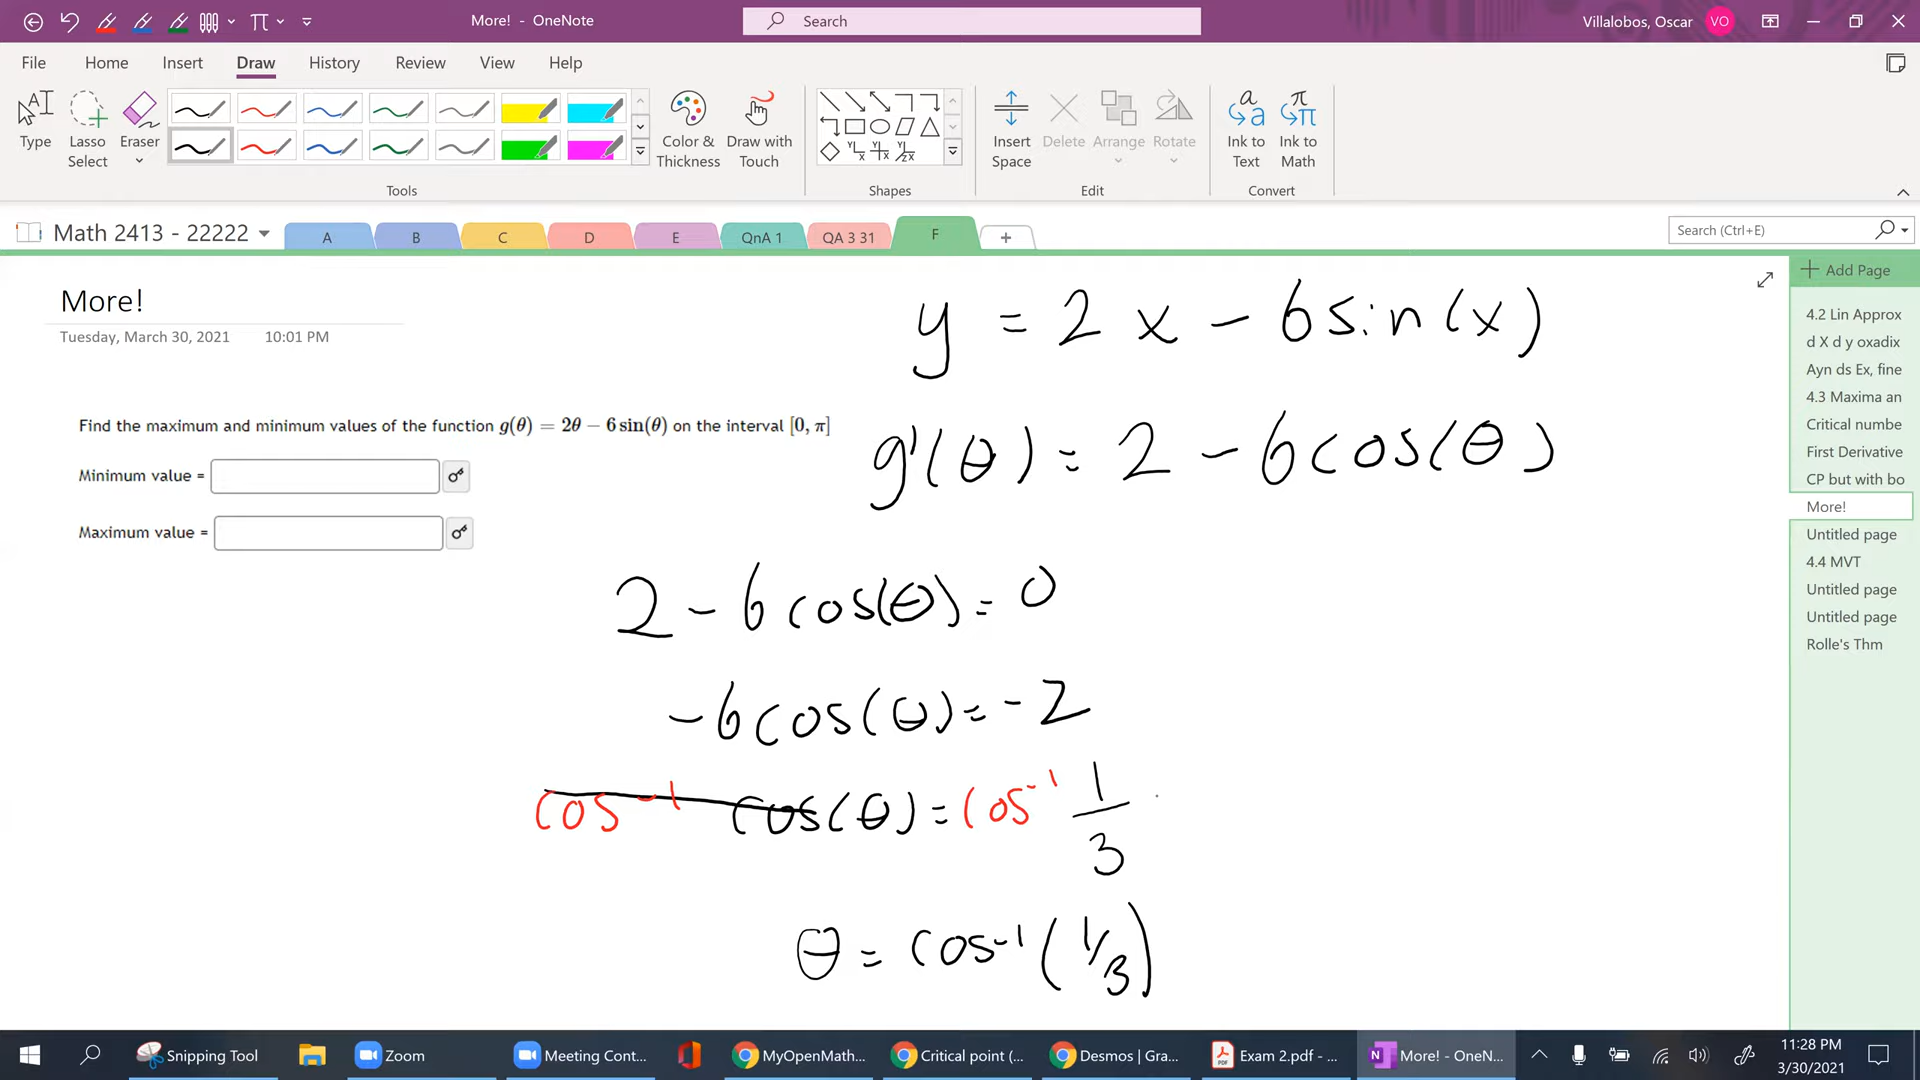 More! - OneNote
Search
Villalobos, Oscar VO
File Home Insert Draw History Review View Help
Type
Lasso Select
Eraser
Color & Thickness
Draw with Touch
Insert Space
Delete
Arrange
Rotate
Ink to Text
Ink to Math
Tools
Shapes
Edit
Convert
Math 2413 - 22222
A B C D E QnA 1 QA 3 31 F +
Search (Ctrl+E)
Add Page
4.2 Lin Approx
d X d y oxadix
Ayn ds Ex, fine
4.3 Maxima an
Critical numbe
First Derivative
CP but with bo
More!
Untitled page
4.4 MVT
Untitled page
Untitled page
Rolle's Thm
More!
Tuesday, March 30, 2021 10:01 PM
Find the maximum and minimum values of the function g(θ) = 2θ − 6 sin(θ) on the interval [0, π]
Minimum value =
Maximum value =
y = 2x - 6sin(x)
g'(θ) = 2 - 6cos(θ)
2 - 6cos(θ) = 0
-6cos(θ) = -2
cos⁻¹ cos(θ) = cos⁻¹ 1/3
θ = cos⁻¹(1/3)
Snipping Tool
Zoom
Meeting Cont...
MyOpenMath...
Critical point (...
Desmos | Gra...
Exam 2.pdf - ...
More! - OneN...
11:28 PM
3/30/2021